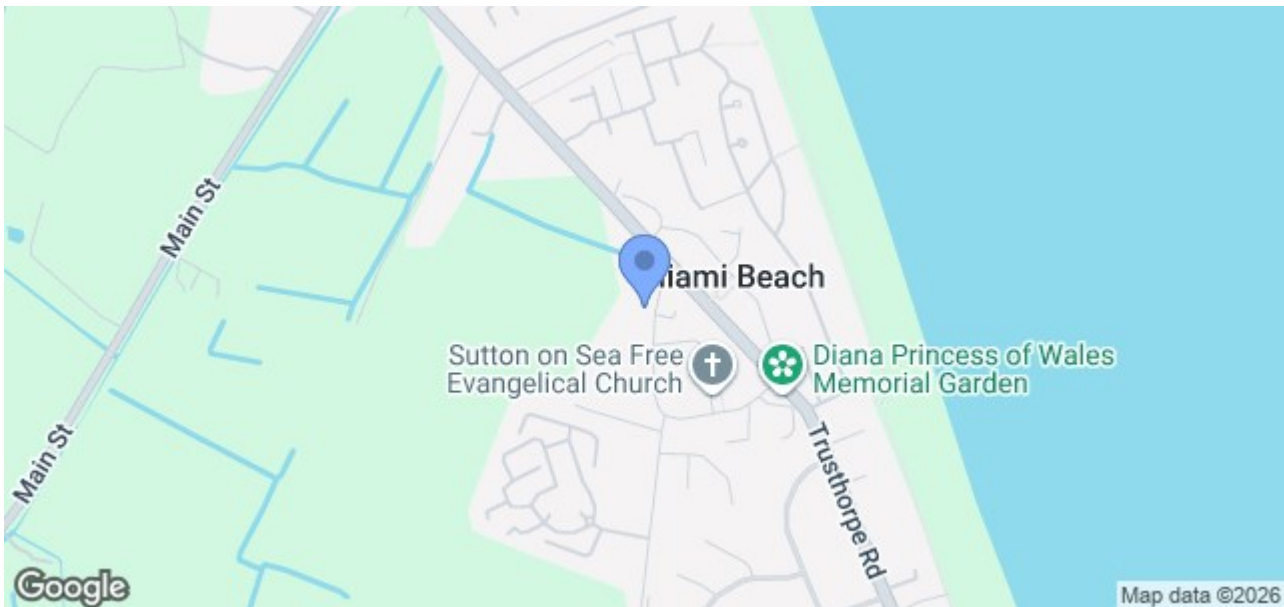 Main St
iami Beach
Sutton on Sea Free
Evangelical Church
Diana Princess of Wales
Memorial Garden
Main St
Trusthorpe Rd
Google
Map data ©2026